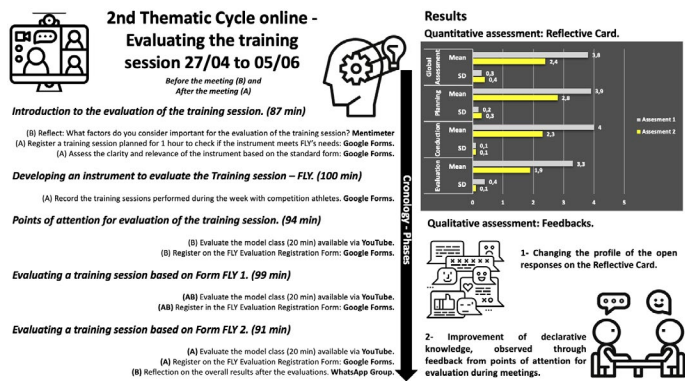 2nd Thematic Cycle online -
Evaluating the training
session 27/04 to 05/06
Before the meeting (B) and
After the meeting (A)
Introduction to the evaluation of the training session. (87 min)
(B) Reflect: What factors do you consider important for the evaluation of the training session? Mentimeter
(A) Register a training session planned for 1 hour to check if the instrument meets FLY's needs: Google Forms.
(A) Assess the clarity and relevance of the instrument based on the standard form: Google Forms.
Developing an instrument to evaluate the Training session – FLY. (100 min)
(A) Record the training sessions performed during the week with competition athletes. Google Forms.
Points of attention for evaluation of the training session. (94 min)
(B) Evaluate the model class (20 min) available via YouTube.
(B) Register on the FLY Evaluation Registration Form: Google Forms.
Evaluating a training session based on Form FLY 1. (99 min)
(AB) Evaluate the model class (20 min) available via YouTube.
(AB) Register in the FLY Evaluation Registration Form: Google Forms.
Evaluating a training session based on Form FLY 2. (91 min)
(A) Evaluate the model class (20 min) available via YouTube.
(A) Register on the FLY Evaluation Registration Form: Google Forms.
(B) Reflection on the overall results after the evaluations. WhatsApp Group.
Cronology - Phases
Results
Quantitative assessment: Reflective Card.
Global Assessment
Mean
3,8
2,4
SD
0,3
0,4
Planning
Mean
3,9
2,8
SD
0,2
0,3
Conduction
Mean
4
2,3
SD
0,1
0,1
Evaluation
Mean
3,3
1,9
SD
0,4
0,1
0 1 2 3 4 5
Assesment 1
Assesment 2
Qualitative assessment: Feedbacks.
1- Changing the profile of the open
responses on the Reflective Card.
2- Improvement of declarative
knowledge, observed through
feedback from points of attention for
evaluation during meetings.